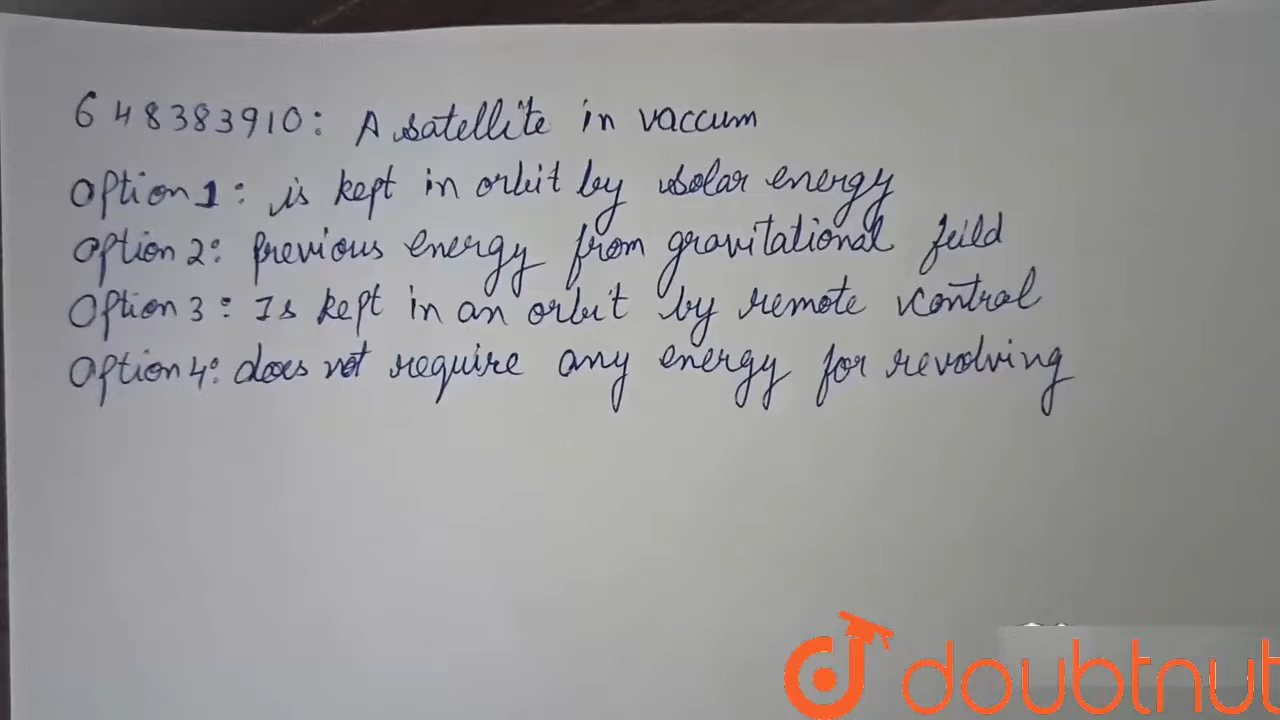 648383910: A satellite in vaccum
Option 1: is kept in orbit by solar energy
Option 2: Previous energy from gravitational feild
Option 3: Is kept in an orbit by remote control
Option 4: does not require any energy for revolving
doubtnut